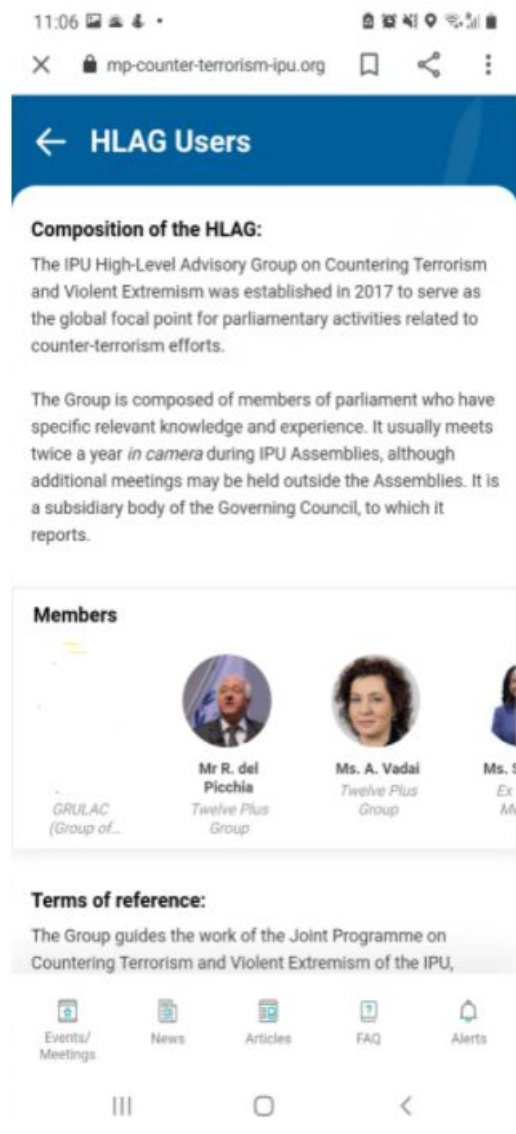 11:06
mp-counter-terrorism-ipu.org
HLAG Users
Composition of the HLAG:
The IPU High-Level Advisory Group on Countering Terrorism
and Violent Extremism was established in 2017 to serve as
the global focal point for parliamentary activities related to
counter-terrorism efforts.
The Group is composed of members of parliament who have
specific relevant knowledge and experience. It usually meets
twice a year in camera during IPU Assemblies, although
additional meetings may be held outside the Assemblies. It is
a subsidiary body of the Governing Council, to which it
reports.
Members
GRULAC
(Group of...
Mr R. del
Picchia
Twelve Plus
Group
Ms. A. Vadai
Twelve Plus
Group
Ms. S
Ex
Me
Terms of reference:
The Group guides the work of the Joint Programme on
Countering Terrorism and Violent Extremism of the IPU,
Events/
Meetings
News
Articles
FAQ
Alerts